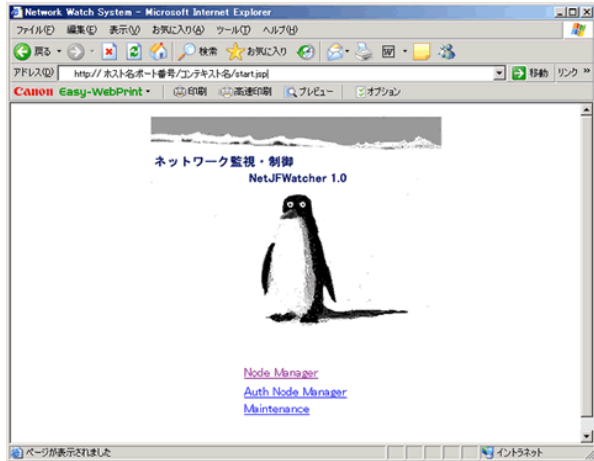 Network Watch System - Microsoft Internet Explorer
ファイル(F) 編集(E) 表示(V) お気に入り(A) ツール(T) ヘルプ(H)
戻る 検索 お気に入り
アドレス(D) http:// ホスト名:ポート番号/コンテキスト名/start.jsp 移動 リンク »
Canon Easy-WebPrint 印刷 高速印刷 プレビュー オプション
ネットワーク監視・制御
NetJFWatcher 1.0
Node Manager
Auth Node Manager
Maintenance
ページが表示されました イントラネット